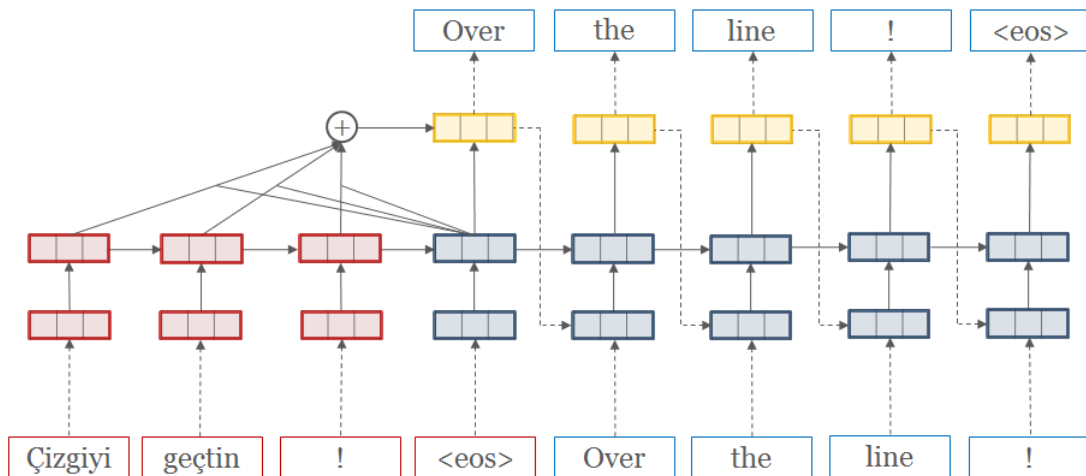 Over the line ! <eos>
+
Çizgiyi geçtin ! <eos> Over the line !